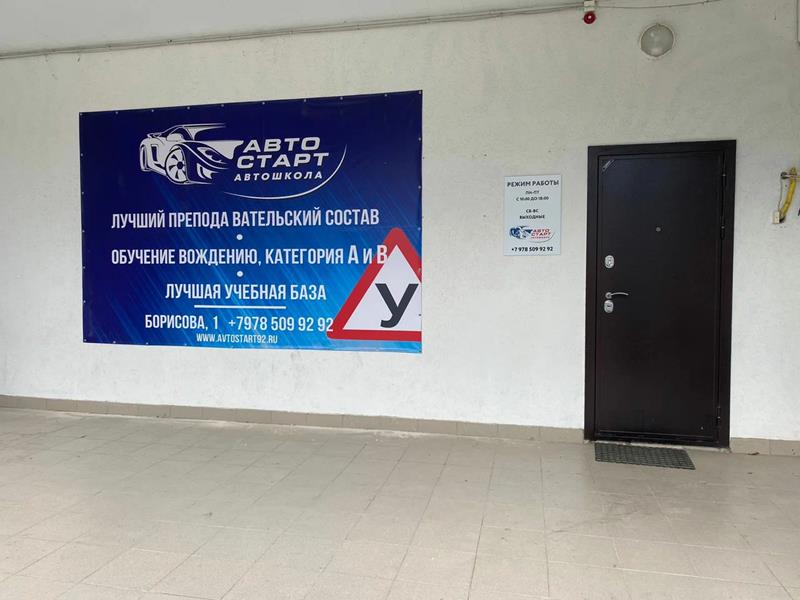 АВТО
СТАРТ
АВТОШКОЛА
ЛУЧШИЙ ПРЕПОДА ВАТЕЛЬСКИЙ СОСТАВ
•
ОБУЧЕНИЕ ВОЖДЕНИЮ, КАТЕГОРИЯ А и В
•
ЛУЧШАЯ УЧЕБНАЯ БАЗА
БОРИСОВА, 1 +7978 509 92 92
WWW.AVTOSTART92.RU
У
РЕЖИМ РАБОТЫ
ПН-ПТ
С 10:00 ДО 18:00
СБ-ВС
ВЫХОДНЫЕ
АВТО
СТАРТ
АВТОШКОЛА
+7 978 509 92 92